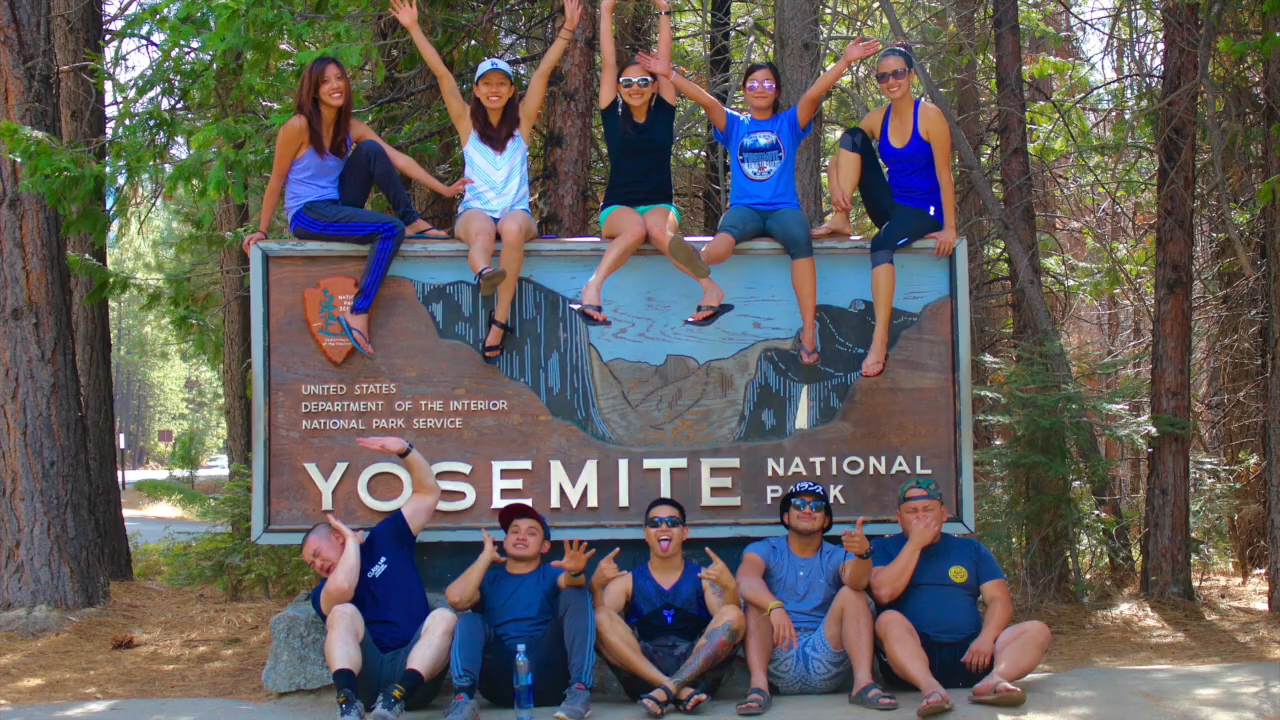 UNITED STATES
DEPARTMENT OF THE INTERIOR
NATIONAL PARK SERVICE
YOSEMITE NATIONAL
PARK